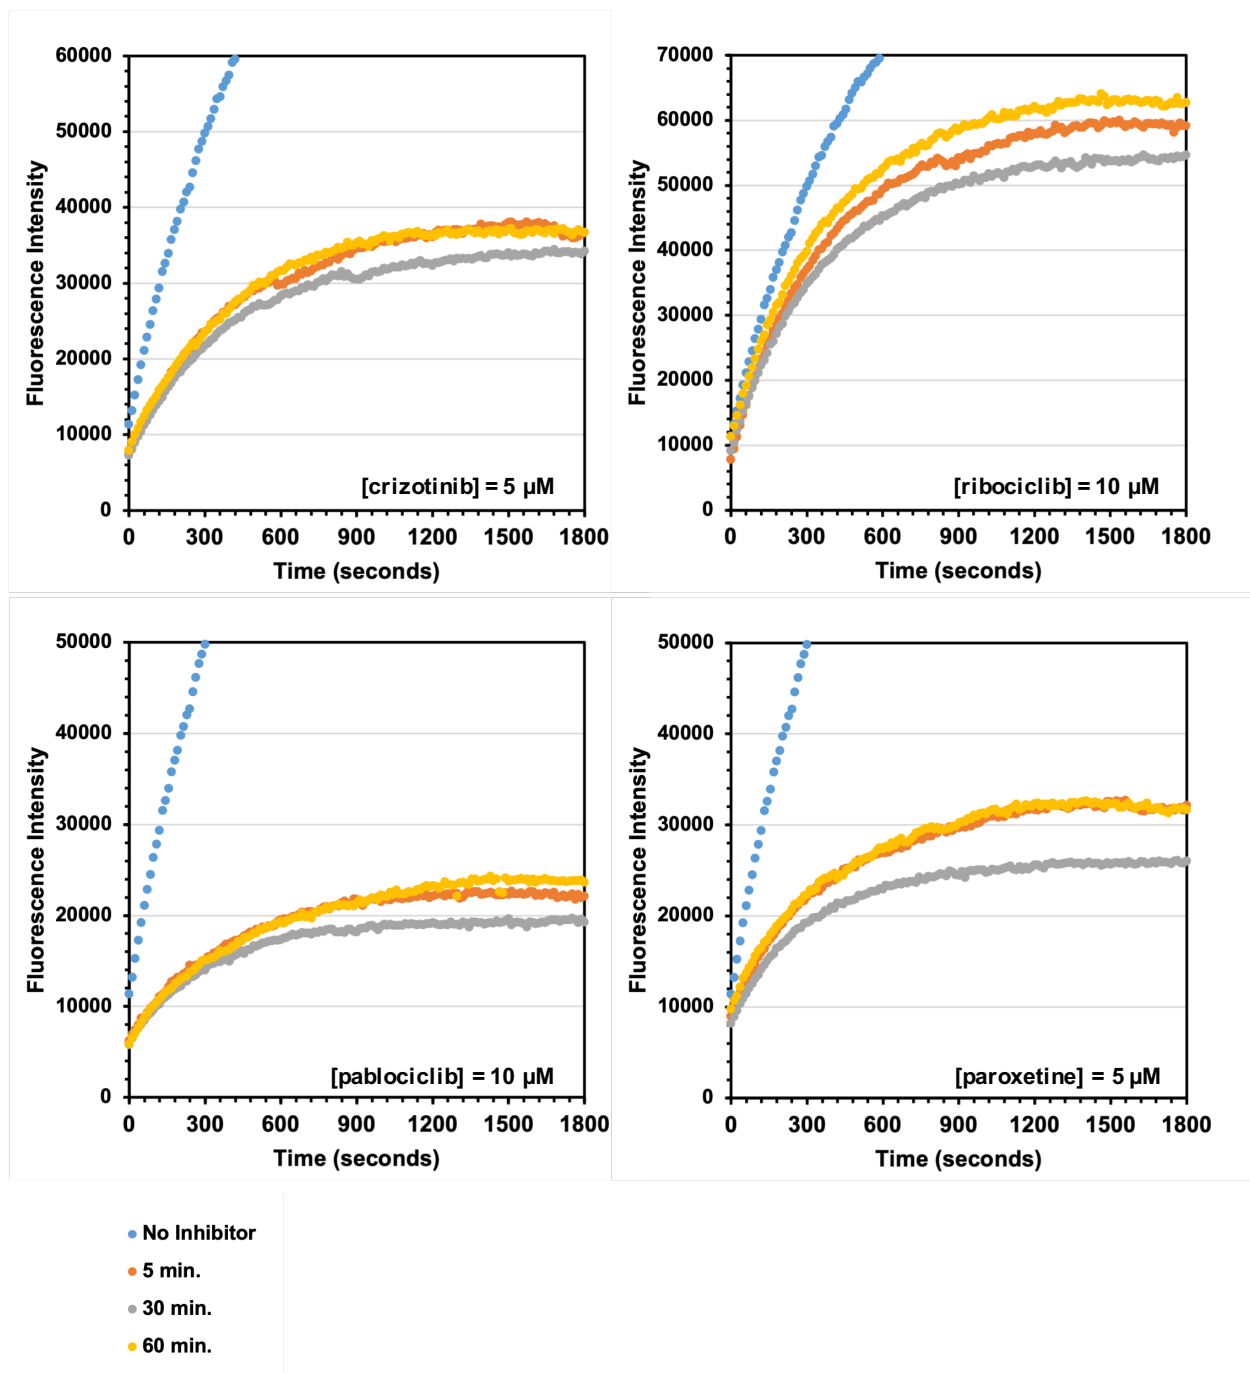 60000
50000
40000
30000
20000
10000
0
Fluorescence Intensity
[crizotinib] = 5 µM
0 300 600 900 1200 1500 1800
Time (seconds)
70000
60000
50000
40000
30000
20000
10000
0
Fluorescence Intensity
[ribociclib] = 10 µM
0 300 600 900 1200 1500 1800
Time (seconds)
50000
40000
30000
20000
10000
0
Fluorescence Intensity
[pablociclib] = 10 µM
0 300 600 900 1200 1500 1800
Time (seconds)
50000
40000
30000
20000
10000
0
Fluorescence Intensity
[paroxetine] = 5 µM
0 300 600 900 1200 1500 1800
Time (seconds)
No Inhibitor
5 min.
30 min.
60 min.